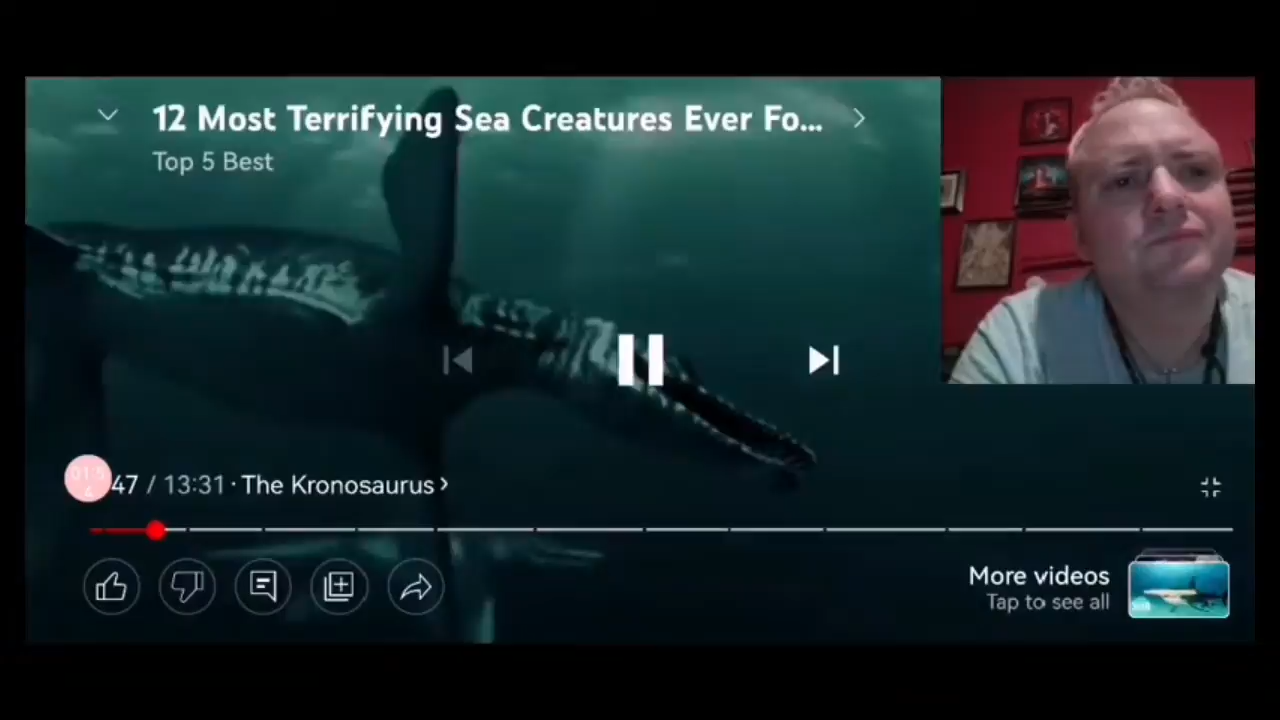 12 Most Terrifying Sea Creatures Ever Fo...
Top 5 Best
47 / 13:31 · The Kronosaurus
More videos
Tap to see all